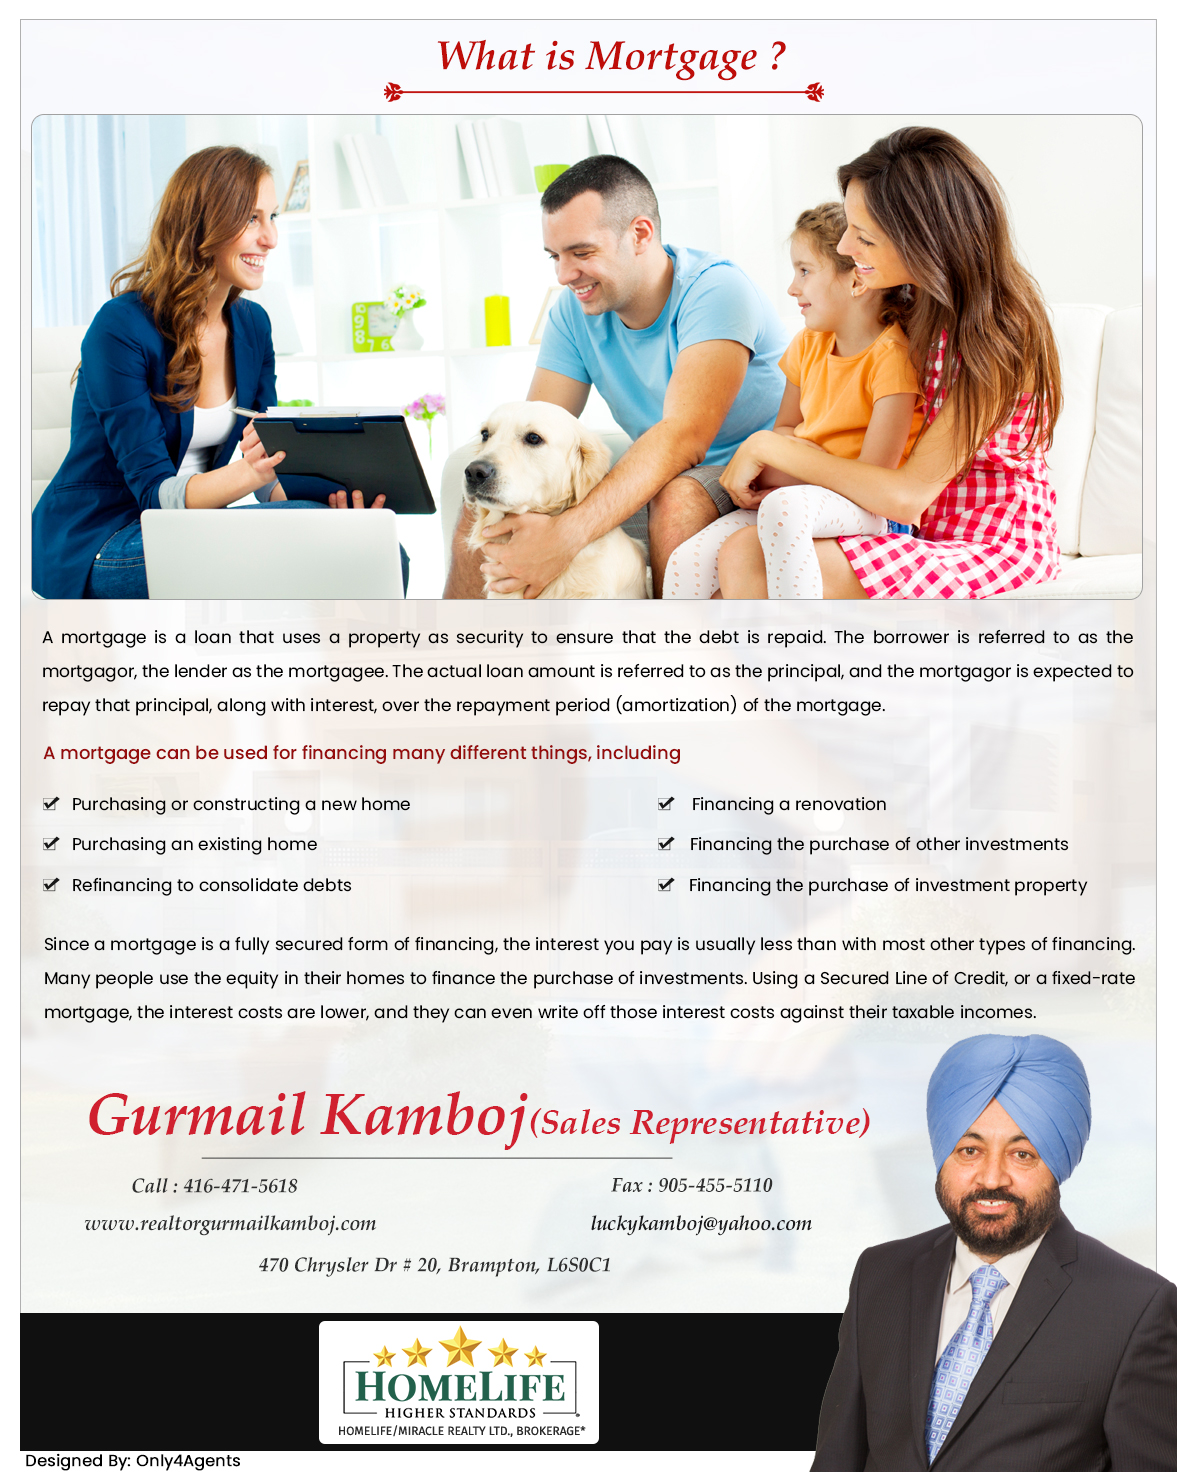 What is Mortgage ?
A mortgage is a loan that uses a property as security to ensure that the debt is repaid. The borrower is referred to as the
mortgagor, the lender as the mortgagee. The actual loan amount is referred to as the principal, and the mortgagor is expected to
repay that principal, along with interest, over the repayment period (amortization) of the mortgage.
A mortgage can be used for financing many different things, including
Purchasing or constructing a new home
Purchasing an existing home
Refinancing to consolidate debts
Financing a renovation
Financing the purchase of other investments
Financing the purchase of investment property
Since a mortgage is a fully secured form of financing, the interest you pay is usually less than with most other types of financing.
Many people use the equity in their homes to finance the purchase of investments. Using a Secured Line of Credit, or a fixed-rate
mortgage, the interest costs are lower, and they can even write off those interest costs against their taxable incomes.
Gurmail Kamboj(Sales Representative)
Call : 416-471-5618
Fax : 905-455-5110
www.realtorgurmailkamboj.com
luckykamboj@yahoo.com
470 Chrysler Dr # 20, Brampton, L6S0C1
HOMELIFE
HIGHER STANDARDS
HOMELIFE/MIRACLE REALTY LTD., BROKERAGE*
Designed By: Only4Agents